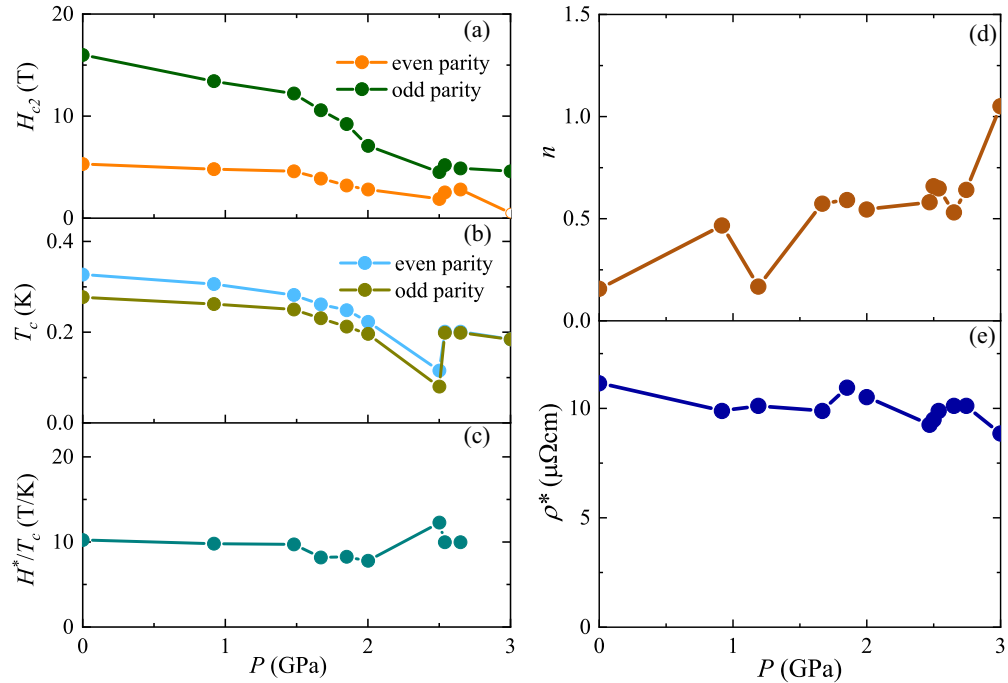 (a)
20
10
0
H_{c2} (T)
even parity
odd parity
(b)
0.4
0.2
0.0
T_c (K)
even parity
odd parity
(c)
20
10
0
H^*/T_c (T/K)
0 1 2 3
P (GPa)
(d)
1.5
1.0
0.5
0.0
n
(e)
10
5
0
ρ* (μΩcm)
0 1 2 3
P (GPa)